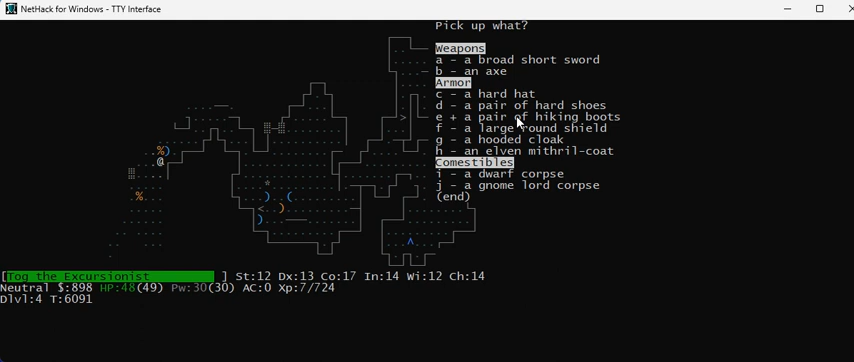 NetHack for Windows - TTY Interface
Pick up what?
Weapons
a - a broad short sword
b - an axe
Armor
c - a hard hat
d - a pair of hard shoes
e + a pair of hiking boots
f - a large round shield
g - a hooded cloak
h - an elven mithril-coat
Comestibles
i - a dwarf corpse
j - a gnome lord corpse
(end)
[Tog the Excursionist ] St:12 Dx:13 Co:17 In:14 Wi:12 Ch:14
Neutral $:898 HP:48(49) Pw:30(30) AC:0 Xp:7/724
Dlvl:4 T:6091